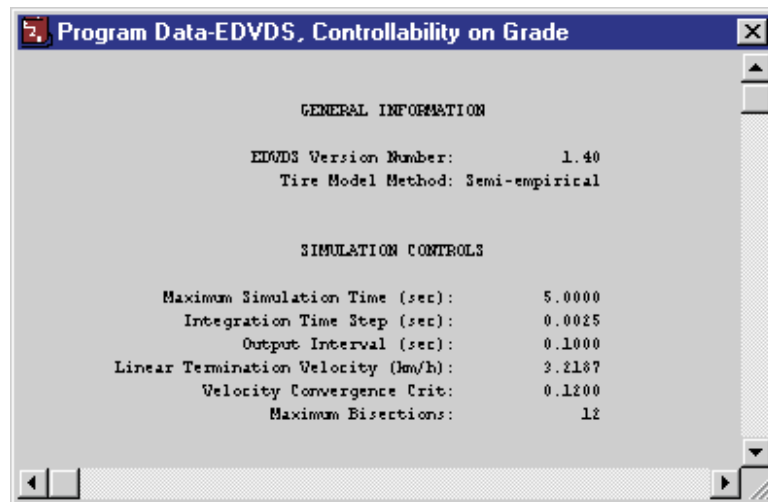 Program Data-EDVDS, Controllability on Grade
GENERAL INFORMATION
EDVDS Version Number: 1.40
Tire Model Method: Semi-empirical
SIMULATION CONTROLS
Maximum Simulation Time (sec): 5.0000
Integration Time Step (sec): 0.0025
Output Interval (sec): 0.1000
Linear Termination Velocity (km/h): 3.2187
Velocity Convergence Crit: 0.1200
Maximum Bisections: 12